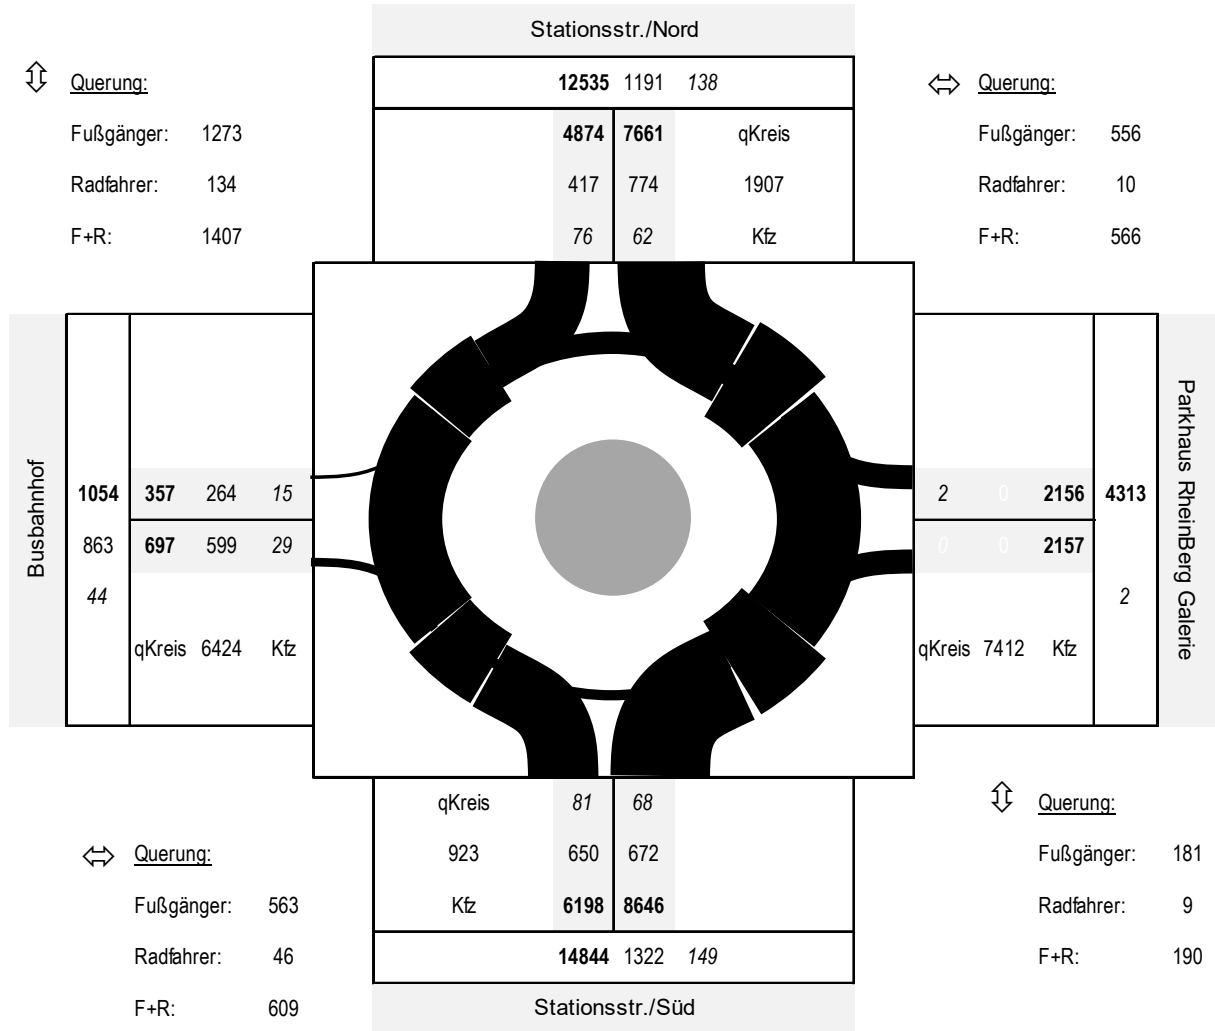 Stationsstr./Nord
12535 1191 138
Querung:
Fußgänger: 1273
Radfahrer: 134
F+R: 1407
4874 7661 qKreis
417 774 1907
76 62 Kfz
Querung:
Fußgänger: 556
Radfahrer: 10
F+R: 566
Busbahnhof
1054 357 264 15
863 697 599 29
44
qKreis 6424 Kfz
2 0 2156 4313
0 0 2157
2
qKreis 7412 Kfz
Parkhaus RheinBerg Galerie
qKreis 81 68
923 650 672
Kfz 6198 8646
14844 1322 149
Stationsstr./Süd
Querung:
Fußgänger: 563
Radfahrer: 46
F+R: 609
Querung:
Fußgänger: 181
Radfahrer: 9
F+R: 190